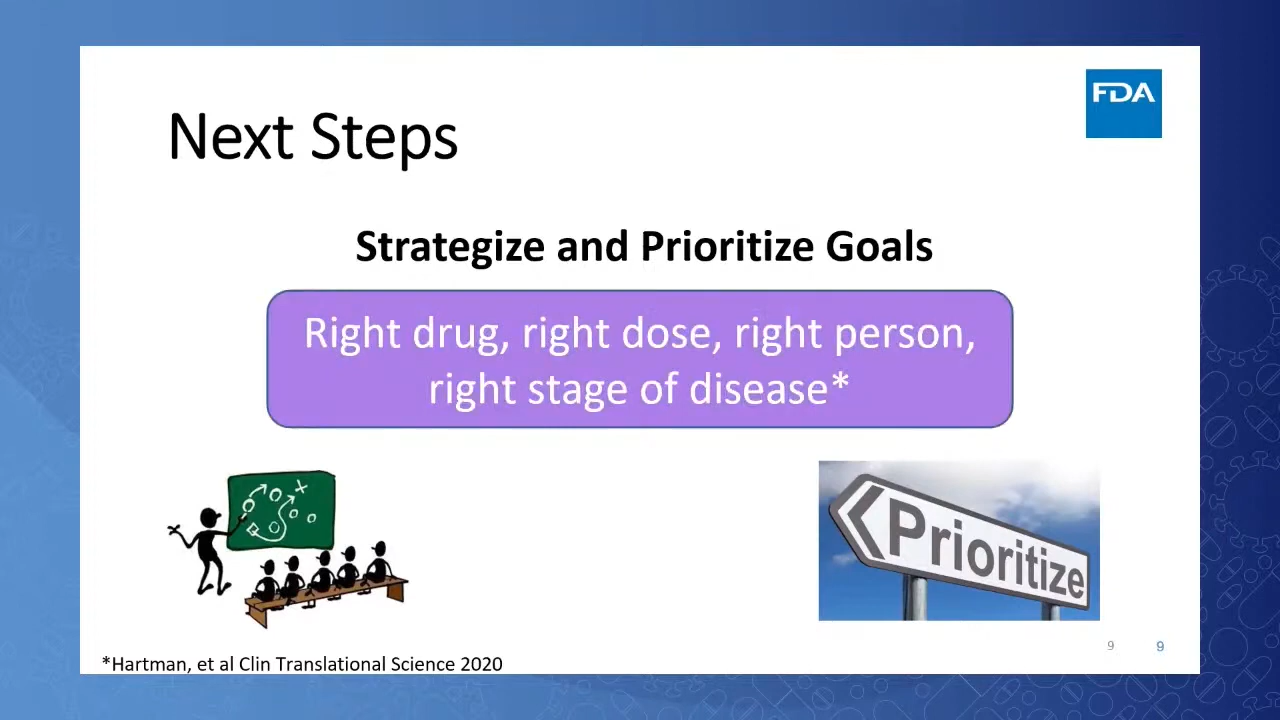 FDA
Next Steps
Strategize and Prioritize Goals
Right drug, right dose, right person,
right stage of disease*
Prioritize
*Hartman, et al Clin Translational Science 2020
9
9